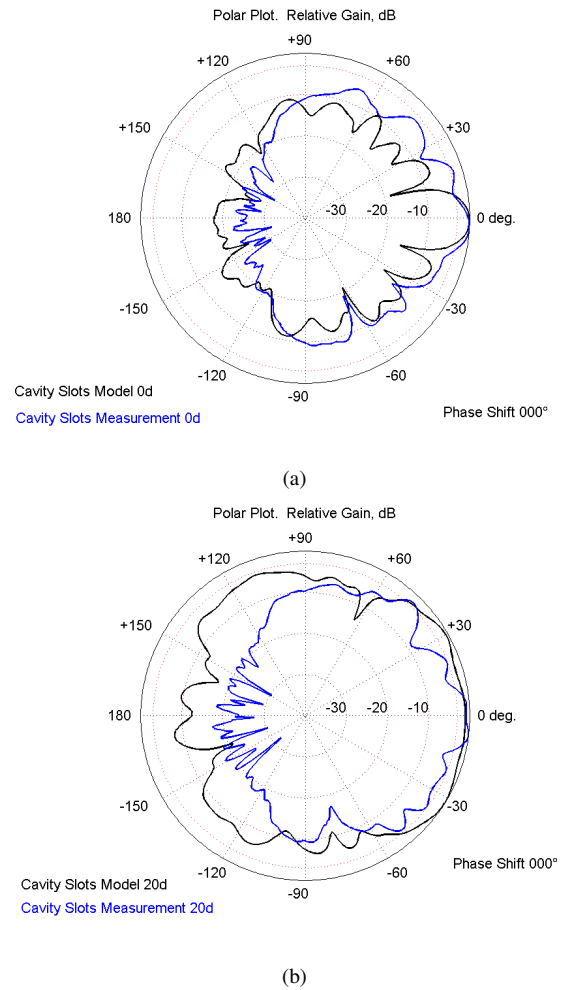 Polar Plot.  Relative Gain, dB
+90
+120
+60
+150
+30
180
-30
-20
-10
0 deg.
-150
-30
-120
-60
-90
Cavity Slots Model 0d
Cavity Slots Measurement 0d
Phase Shift 000°
(a)
Polar Plot.  Relative Gain, dB
+90
+120
+60
+150
+30
180
-30
-20
-10
0 deg.
-150
-30
-120
-60
-90
Phase Shift 000°
Cavity Slots Model 20d
Cavity Slots Measurement 20d
(b)